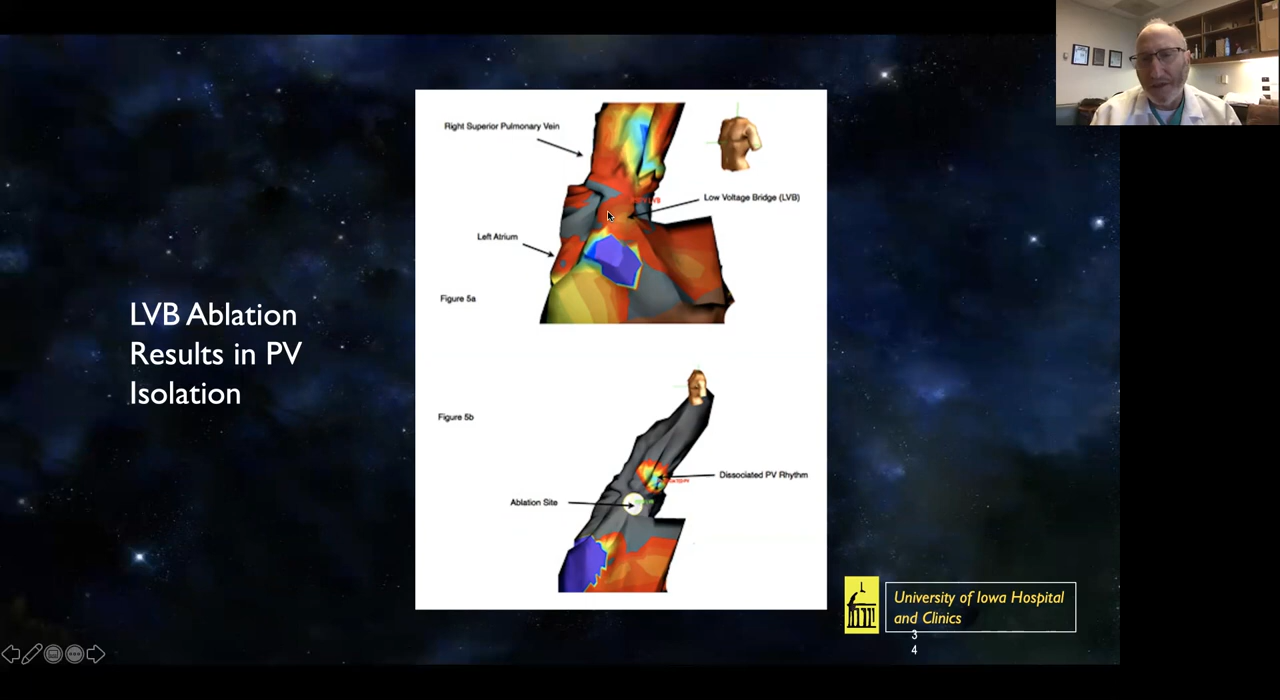 Right Superior Pulmonary Vein
Low Voltage Bridge (LVB)
Left Atrium
Figure 5a
LVB Ablation
Results in PV
Isolation
Figure 5b
Dissociated PV Rhythm
Ablation Site
University of Iowa Hospital
and Clinics
3
4